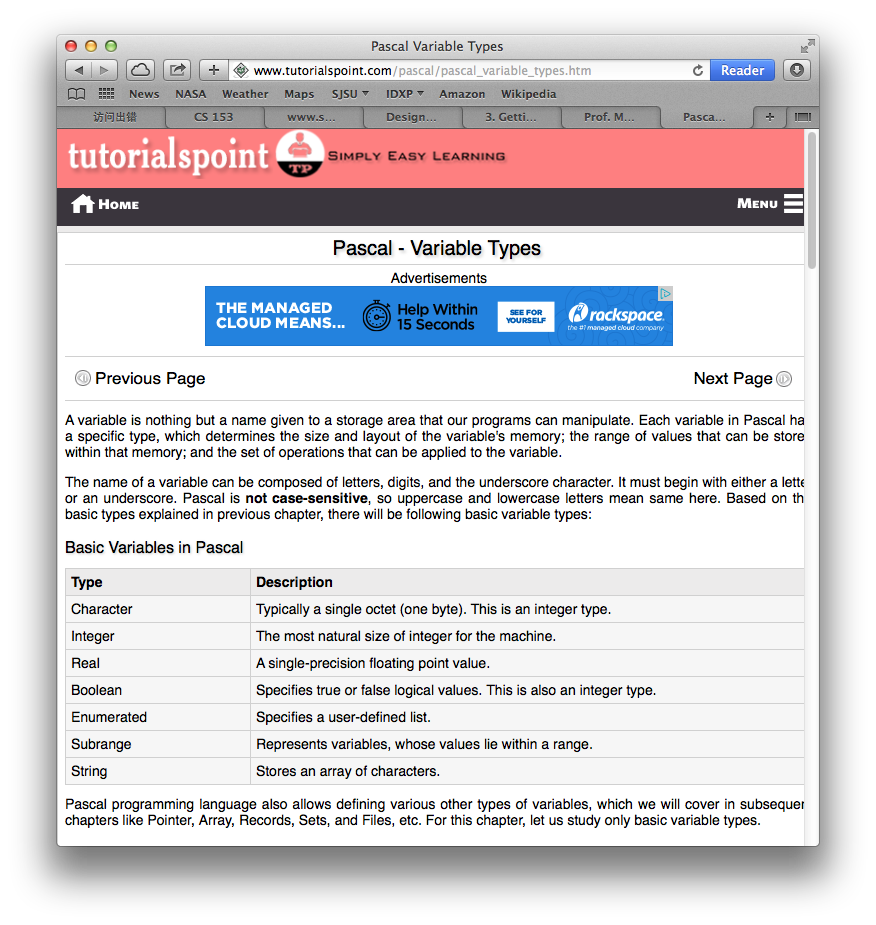 Pascal Variable Types
www.tutorialspoint.com/pascal/pascal_variable_types.htm Reader
News NASA Weather Maps SJSU IDXP Amazon Wikipedia
访问出错 CS 153 www.s... Design... 3. Getti... Prof. M... Pasca...
tutorialspoint TP SIMPLY EASY LEARNING
HOME MENU
Pascal - Variable Types
Advertisements
THE MANAGED CLOUD MEANS...
Help Within 15 Seconds
SEE FOR YOURSELF
rackspace.
the #1 managed cloud company
Previous Page Next Page
A variable is nothing but a name given to a storage area that our programs can manipulate. Each variable in Pascal ha
a specific type, which determines the size and layout of the variable's memory; the range of values that can be store
within that memory; and the set of operations that can be applied to the variable.
The name of a variable can be composed of letters, digits, and the underscore character. It must begin with either a lette
or an underscore. Pascal is not case-sensitive, so uppercase and lowercase letters mean same here. Based on th
basic types explained in previous chapter, there will be following basic variable types:
Basic Variables in Pascal
Type Description
Character Typically a single octet (one byte). This is an integer type.
Integer The most natural size of integer for the machine.
Real A single-precision floating point value.
Boolean Specifies true or false logical values. This is also an integer type.
Enumerated Specifies a user-defined list.
Subrange Represents variables, whose values lie within a range.
String Stores an array of characters.
Pascal programming language also allows defining various other types of variables, which we will cover in subsequen
chapters like Pointer, Array, Records, Sets, and Files, etc. For this chapter, let us study only basic variable types.